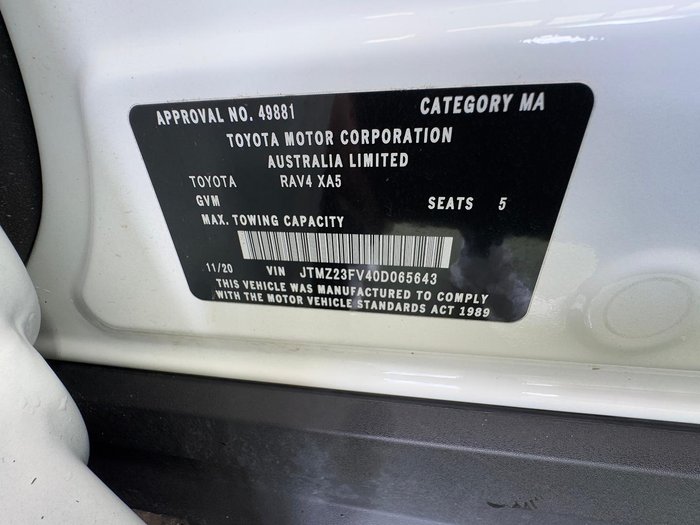 APPROVAL NO. 49881 CATEGORY MA
TOYOTA MOTOR CORPORATION
AUSTRALIA LIMITED
TOYOTA RAV4 XA5
GVM SEATS 5
MAX. TOWING CAPACITY
11/20 VIN JTMZ23FV40D065643
THIS VEHICLE WAS MANUFACTURED TO COMPLY
WITH THE MOTOR VEHICLE STANDARDS ACT 1989